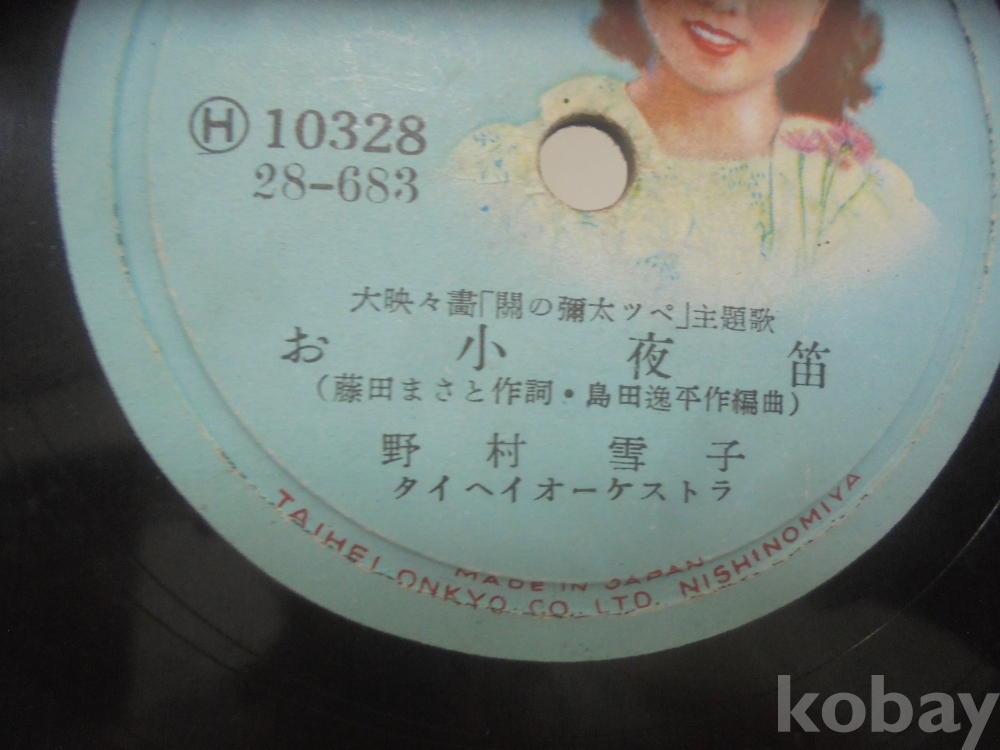 Ⓗ 10328
28-683
大映々畫「關の彌太ッペ」主題歌
お小夜笛
(藤田まさと作詞・島田逸平作編曲)
野村雪子
タイヘイオーケストラ
MADE IN JAPAN
TAIHEI ONKYO CO. LTD. NISHINOMIYA
kobay